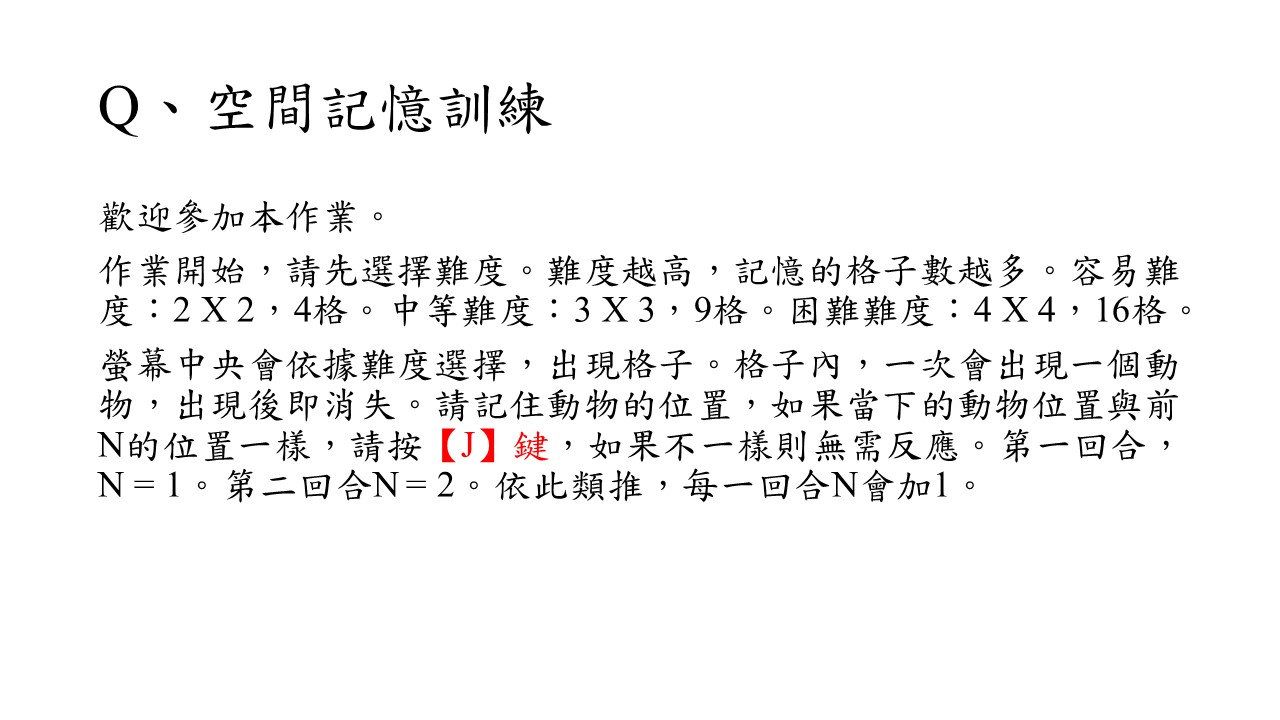 Q、空間記憶訓練
歡迎參加本作業。
作業開始，請先選擇難度。難度越高，記憶的格子數越多。容易難
度：2 X 2，4格。中等難度：3 X 3，9格。困難難度：4 X 4，16格。
螢幕中央會依據難度選擇，出現格子。格子內，一次會出現一個動
物，出現後即消失。請記住動物的位置，如果當下的動物位置與前
N的位置一樣，請按【J】鍵，如果不一樣則無需反應。第一回合，
N = 1。第二回合N = 2。依此類推，每一回合N會加1。